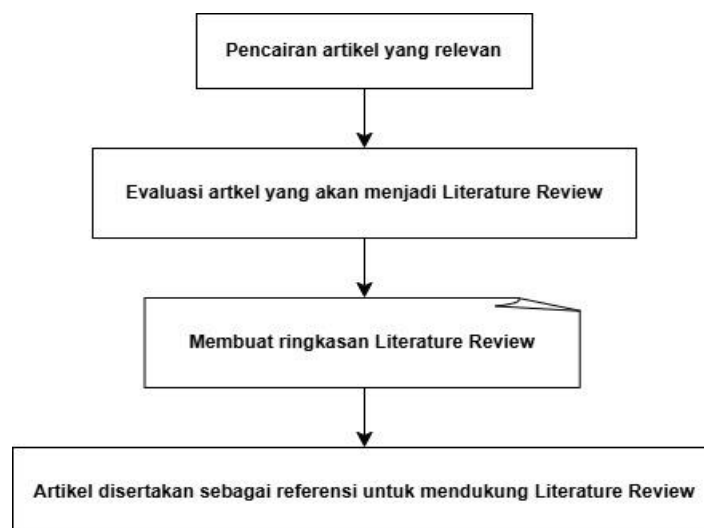 Pencairan artikel yang relevan
Evaluasi artkel yang akan menjadi Literature Review
Membuat ringkasan Literature Review
Artikel disertakan sebagai referensi untuk mendukung Literature Review